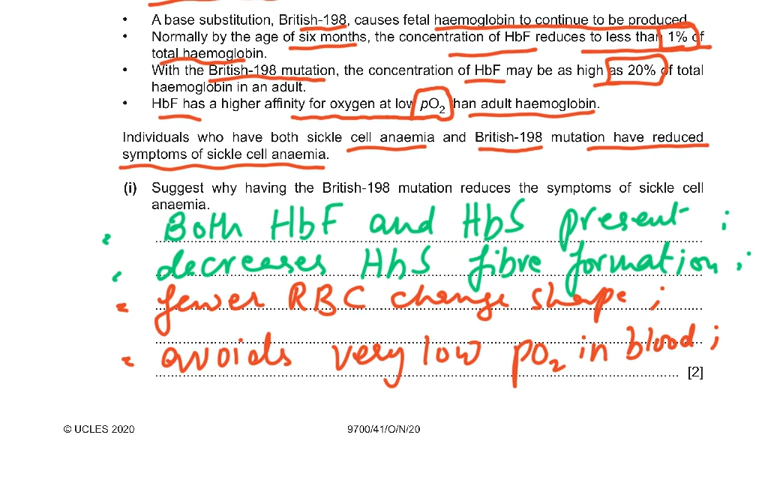 • A base substitution, British-198, causes fetal haemoglobin to continue to be produced
• Normally by the age of six months, the concentration of HbF reduces to less than 1% of
total haemoglobin.
• With the British-198 mutation, the concentration of HbF may be as high as 20% of total
haemoglobin in an adult.
• HbF has a higher affinity for oxygen at low pO₂ than adult haemoglobin.
Individuals who have both sickle cell anaemia and British-198 mutation have reduced
symptoms of sickle cell anaemia.
(i) Suggest why having the British-198 mutation reduces the symptoms of sickle cell
anaemia.
Both HbF and HbS present ;
decreases HbS fibre formation ;
fewer RBC change shape ;
avoids very low pO₂ in blood ;
[2]
© UCLES 2020 9700/41/O/N/20